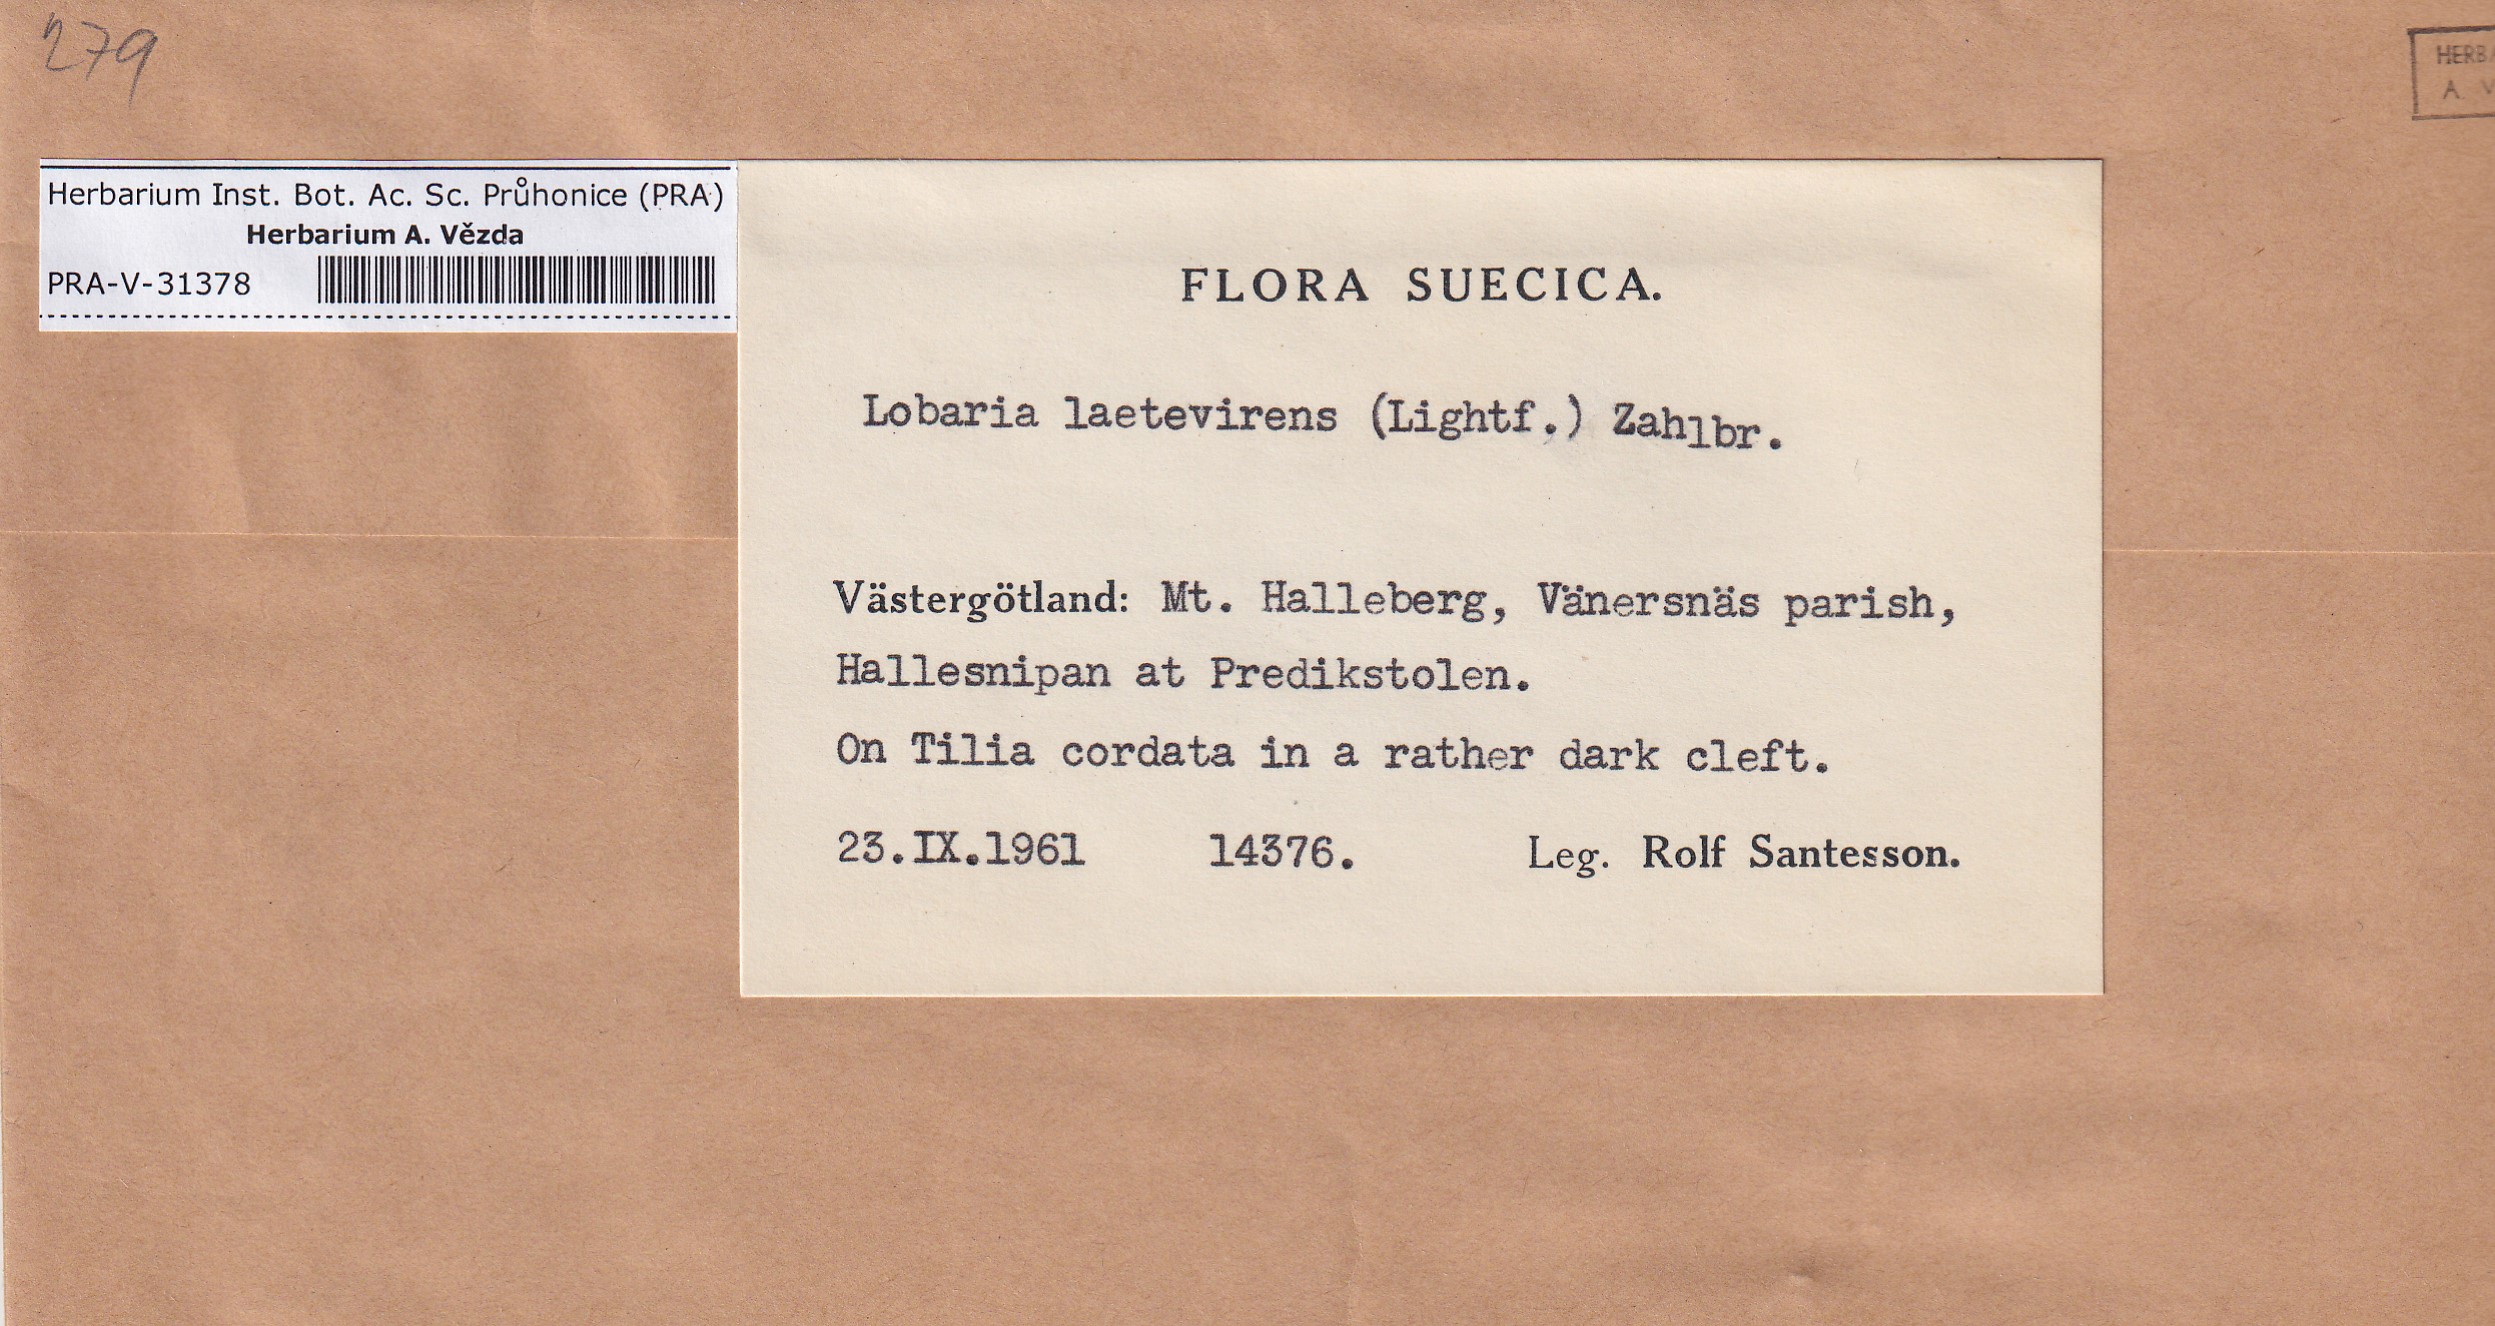 279
HERBA
A. V
Herbarium Inst. Bot. Ac. Sc. Průhonice (PRA)
Herbarium A. Vězda
PRA-V-31378
FLORA SUECICA.
Lobaria laetevirens (Lightf.) Zahlbr.
Västergötland: Mt. Halleberg, Vänersnäs parish,
Hallesnipan at Predikstolen.
On Tilia cordata in a rather dark cleft.
23.IX.1961 14376. Leg. Rolf Santesson.